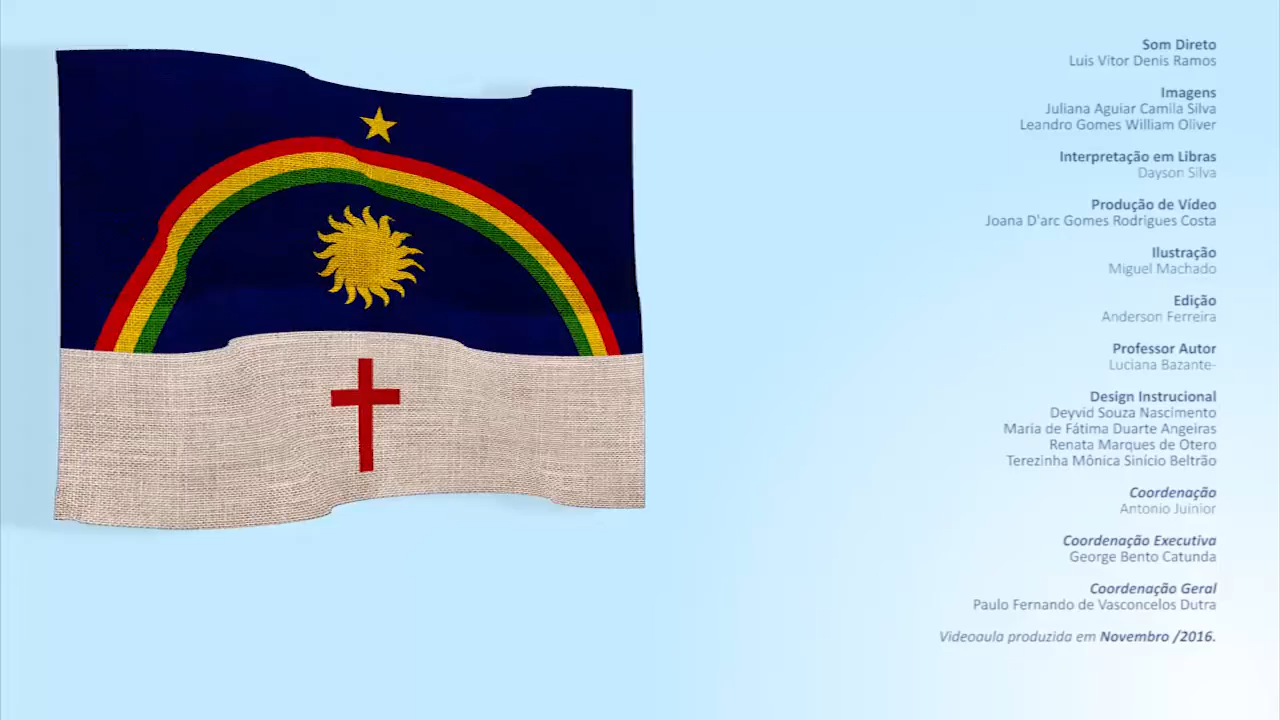 Som Direto
Luis Vitor Denis Ramos
Imagens
Juliana Aguiar Camila Silva
Leandro Gomes William Oliver
Interpretação em Libras
Dayson Silva
Produção de Vídeo
Joana D'arc Gomes Rodrigues Costa
Ilustração
Miguel Machado
Edição
Anderson Ferreira
Professor Autor
Luciana Bazante-
Design Instrucional
Deyvid Souza Nascimento
Maria de Fátima Duarte Angeiras
Renata Marques de Otero
Terezinha Mônica Sinício Beltrão
Coordenação
Antonio Juinior
Coordenação Executiva
George Bento Catunda
Coordenação Geral
Paulo Fernando de Vasconcelos Dutra
Videoaula produzida em Novembro /2016.